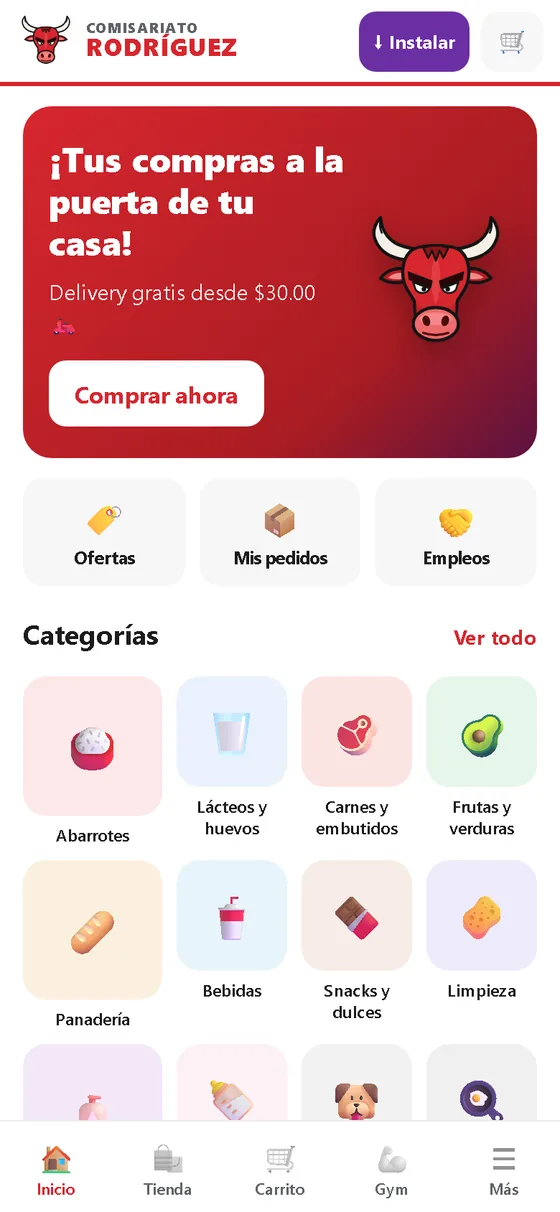 COMISARIATO
RODRÍGUEZ
⬇ Instalar
¡Tus compras a la
puerta de tu
casa!
Delivery gratis desde $30.00
Comprar ahora
Ofertas
Mis pedidos
Empleos
Categorías
Ver todo
Abarrotes
Lácteos y
huevos
Carnes y
embutidos
Frutas y
verduras
Panadería
Bebidas
Snacks y
dulces
Limpieza
Inicio
Tienda
Carrito
Gym
Más